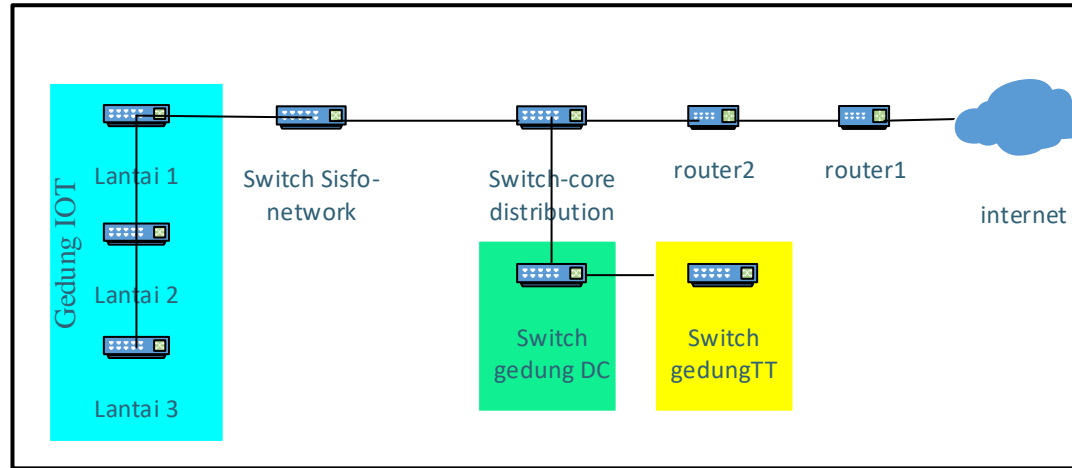 Gedung IOT
Lantai 1
Lantai 2
Lantai 3
Switch Sisfo-
network
Switch-core
distribution
router2
router1
internet
Switch
gedung DC
Switch
gedungTT